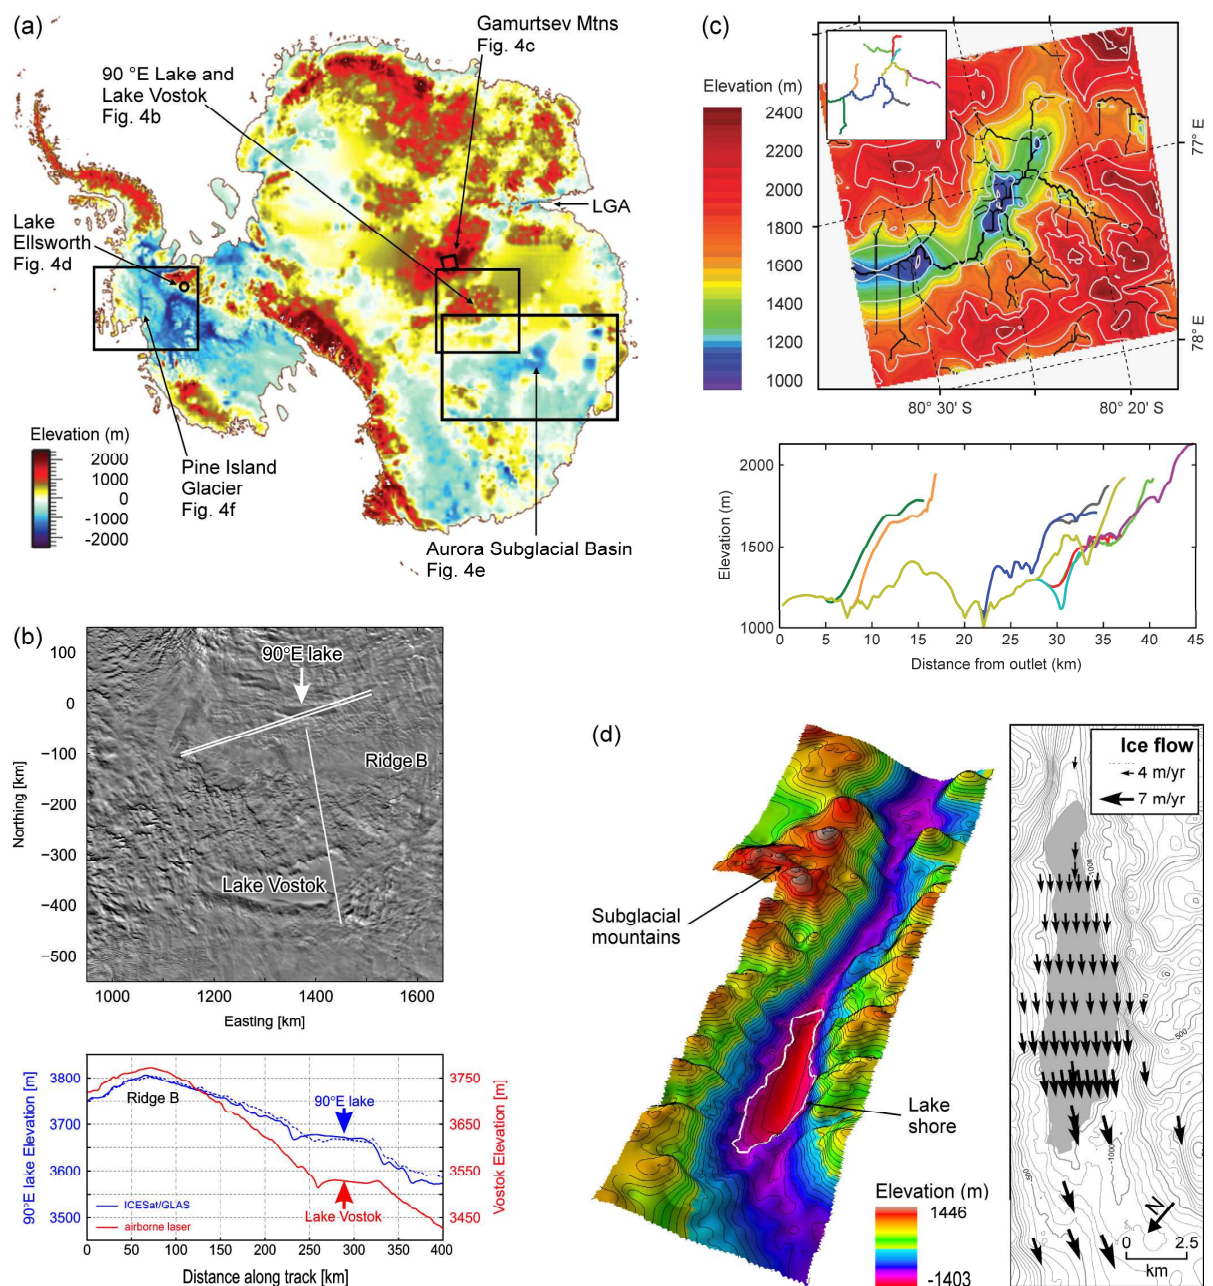 (a)
Gamurtsev Mtns
Fig. 4c
90 °E Lake and
Lake Vostok
Fig. 4b
LGA
Lake
Ellsworth
Fig. 4d
Elevation (m)
2000
1000
0
-1000
-2000
Pine Island
Glacier
Fig. 4f
Aurora Subglacial Basin
Fig. 4e
(c)
Elevation (m)
2400
2200
2000
1800
1600
1400
1200
1000
77° E
78° E
80° 30' S
80° 20' S
Elevation (m)
2000
1500
1000
0 5 10 15 20 25 30 35 40 45
Distance from outlet (km)
(b)
Northing [km]
100
0
−100
−200
−300
−400
−500
90°E lake
Ridge B
Lake Vostok
1000 1200 1400 1600
Easting [km]
90°E lake Elevation [m]
3800
3700
3600
3500
Vostok Elevation [m]
3750
3650
3550
3450
Ridge B
90°E lake
Lake Vostok
ICESat/GLAS
airborne laser
0 50 100 150 200 250 300 350 400
Distance along track [km]
(d)
Subglacial
mountains
Lake
shore
Elevation (m)
1446
-1403
Ice flow
4 m/yr
7 m/yr
-1000
0
-500
-1000
-500
N
0 2.5
km